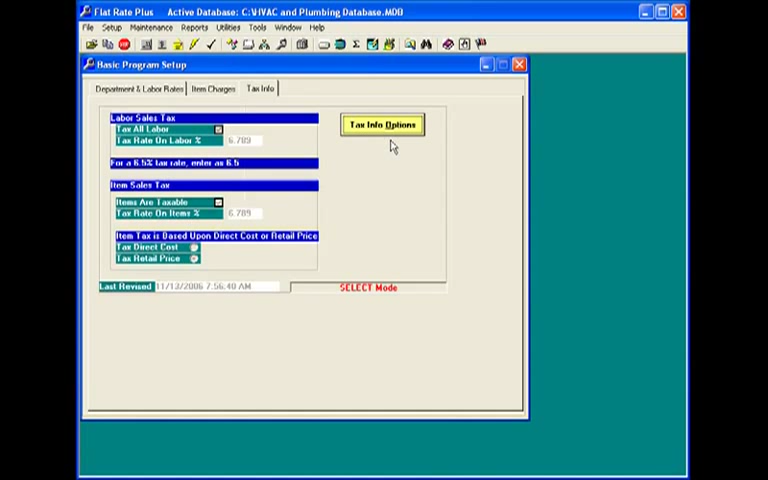 Flat Rate Plus    Active Database: C:\HVAC and Plumbing Database.MDB
File Setup Maintenance Reports Utilities Tools Window Help
Basic Program Setup
Department & Labor Rates Item Charges Tax Info
Labor Sales Tax
Tax All Labor
Tax Info Options
Tax Rate On Labor % 6.789
For a 6.5% tax rate, enter as 6.5
Item Sales Tax
Items Are Taxable
Tax Rate On Items % 6.789
Item Tax is Based Upon Direct Cost or Retail Price
Tax Direct Cost
Tax Retail Price
Last Revised 11/13/2006 7:56:40 AM SELECT Mode